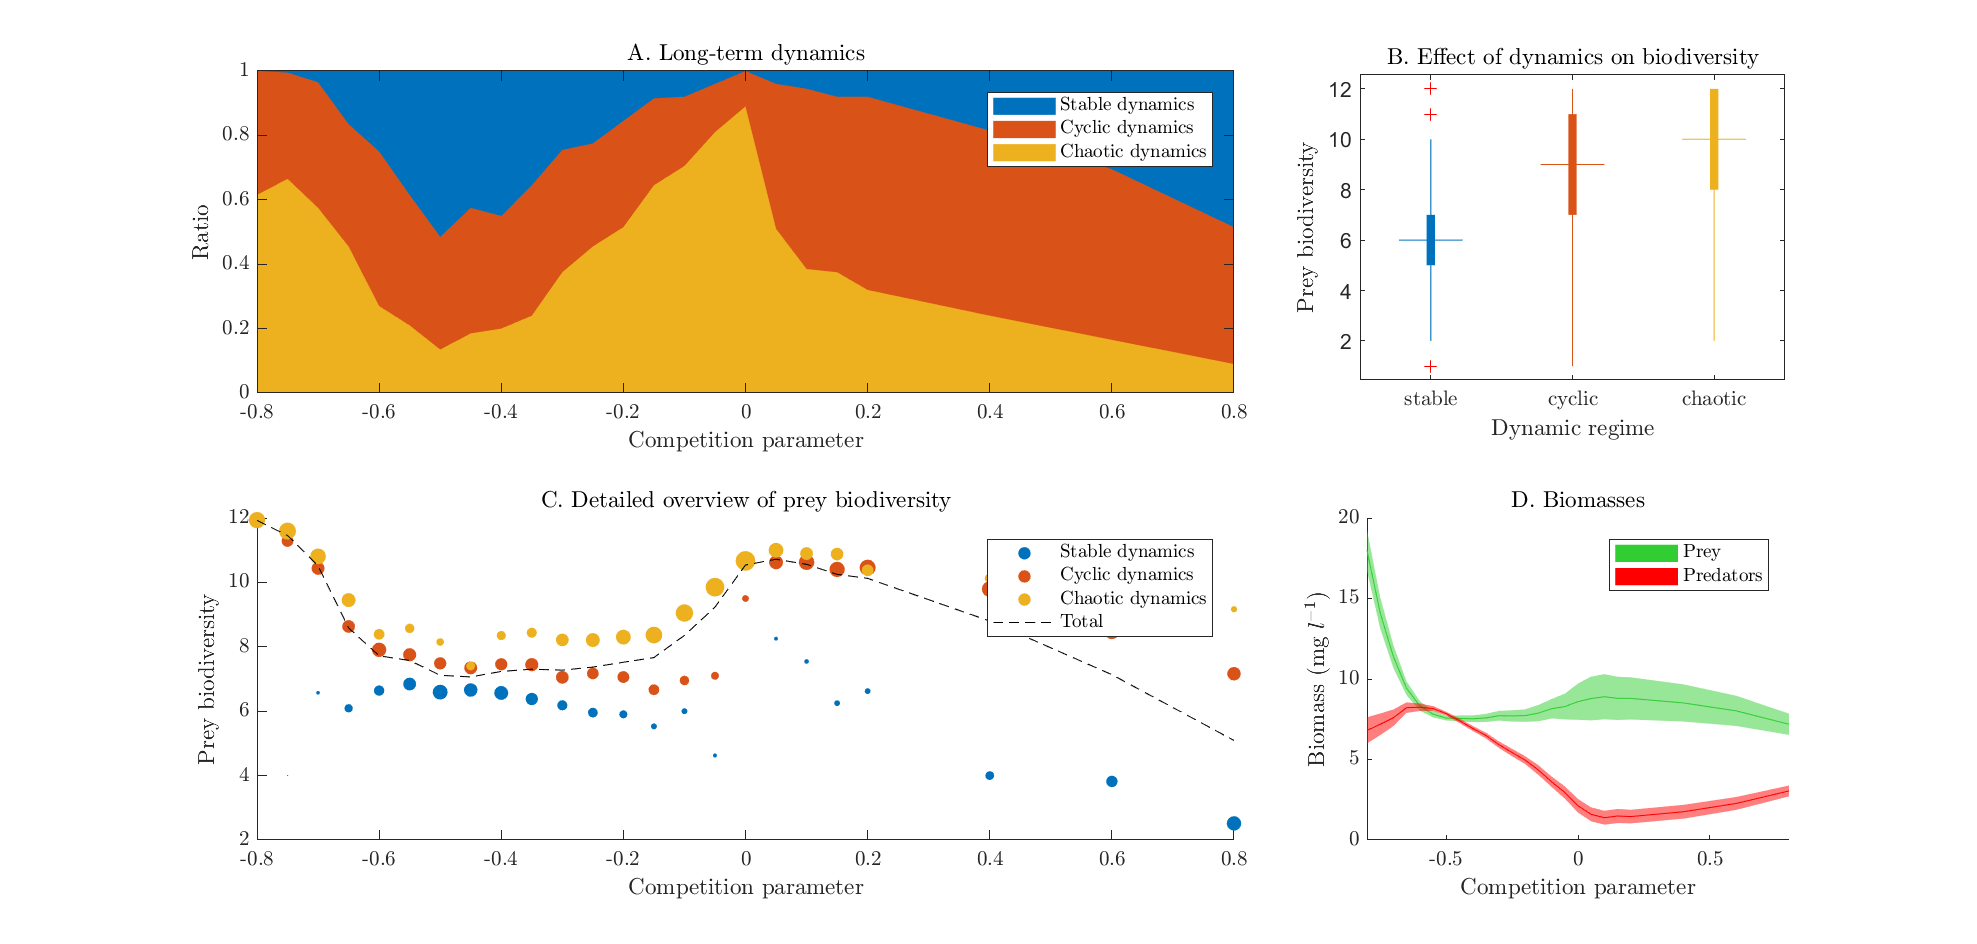 A. Long-term dynamics
1
0.8
0.6
0.4
0.2
0
Ratio
Stable dynamics
Cyclic dynamics
Chaotic dynamics
-0.8 -0.6 -0.4 -0.2 0 0.2 0.4 0.6 0.8
Competition parameter
B. Effect of dynamics on biodiversity
12
10
8
6
4
2
Prey biodiversity
stable cyclic chaotic
Dynamic regime
C. Detailed overview of prey biodiversity
12
10
8
6
4
2
Prey biodiversity
Stable dynamics
Cyclic dynamics
Chaotic dynamics
Total
-0.8 -0.6 -0.4 -0.2 0 0.2 0.4 0.6 0.8
Competition parameter
D. Biomasses
20
15
10
5
0
Biomass (mg l⁻¹)
Prey
Predators
-0.5 0 0.5
Competition parameter